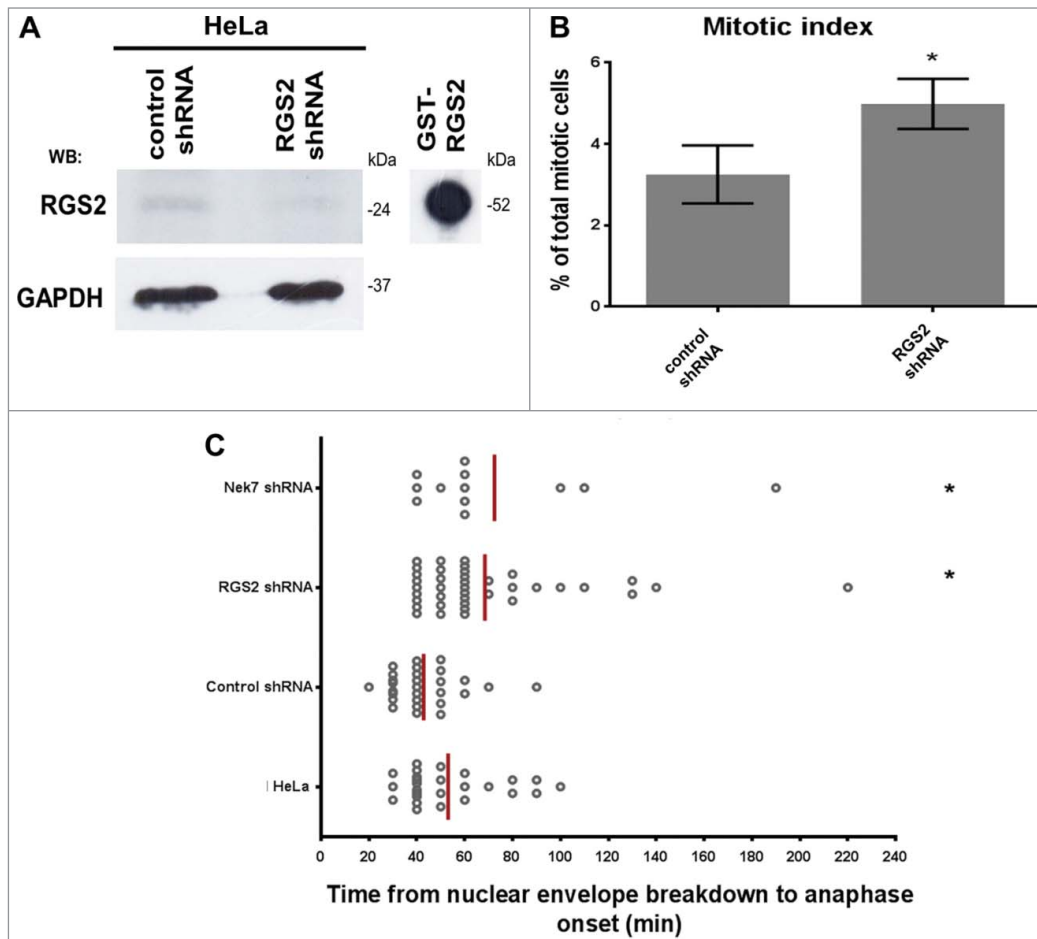 A
HeLa
control
shRNA
RGS2
shRNA
GST-
RGS2
WB:
kDa
kDa
RGS2
-24
-52
GAPDH
-37
B
Mitotic index
*
% of total mitotic cells
6
4
2
0
control
shRNA
RGS2
shRNA
C
Nek7 shRNA
*
RGS2 shRNA
*
Control shRNA
HeLa
0 20 40 60 80 100 120 140 160 180 200 220 240
Time from nuclear envelope breakdown to anaphase
onset (min)